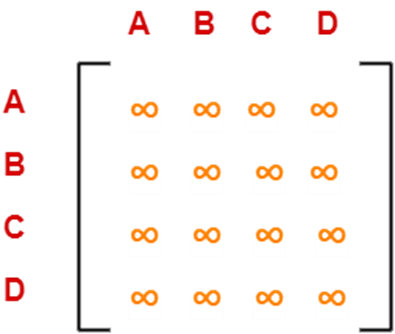 A B C D
A ∞ ∞ ∞ ∞
B ∞ ∞ ∞ ∞
C ∞ ∞ ∞ ∞
D ∞ ∞ ∞ ∞